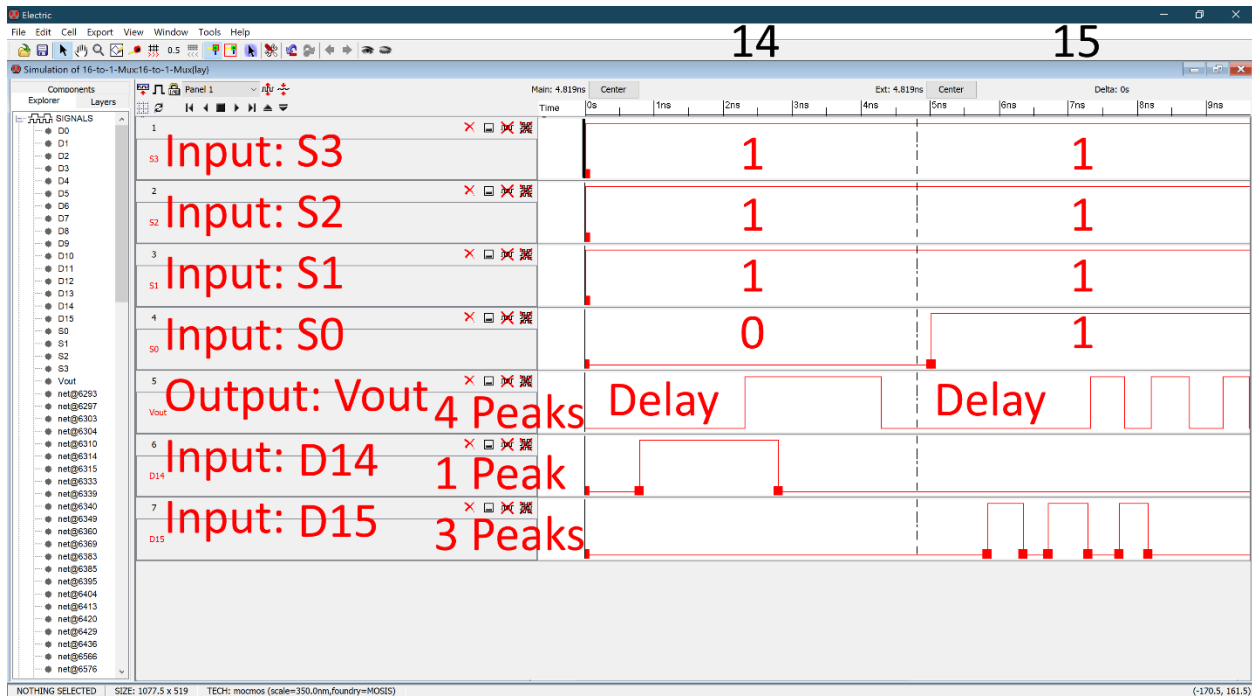 Electric
File Edit Cell Export View Window Tools Help
0.5
14 15
Simulation of 16-to-1-Mux:16-to-1-Mux{lay}
Components
Explorer Layers
Panel 1
Main: 4.819ns Center Ext: 4.819ns Center Delta: 0s
Time 0s 1ns 2ns 3ns 4ns 5ns 6ns 7ns 8ns 9ns
SIGNALS
D0
D1
D2
D3
D4
D5
D6
D7
D8
D9
D10
D11
D12
D13
D14
D15
S0
S1
S2
S3
Vout
net@6293
net@6297
net@6303
net@6304
net@6310
net@6314
net@6315
net@6333
net@6339
net@6340
net@6349
net@6360
net@6369
net@6383
net@6385
net@6395
net@6404
net@6413
net@6420
net@6429
net@6436
net@6566
net@6576
1
S3 Input: S3 1 1
2
S2 Input: S2 1 1
3
S1 Input: S1 1 1
4
S0 Input: S0 0 1
5
Vout Output: Vout 4 Peaks Delay Delay
6
D14 Input: D14 1 Peak
7
D15 Input: D15 3 Peaks
NOTHING SELECTED SIZE: 1077.5 x 519 TECH: mocmos (scale=350.0nm,foundry=MOSIS) (-170.5, 161.5)